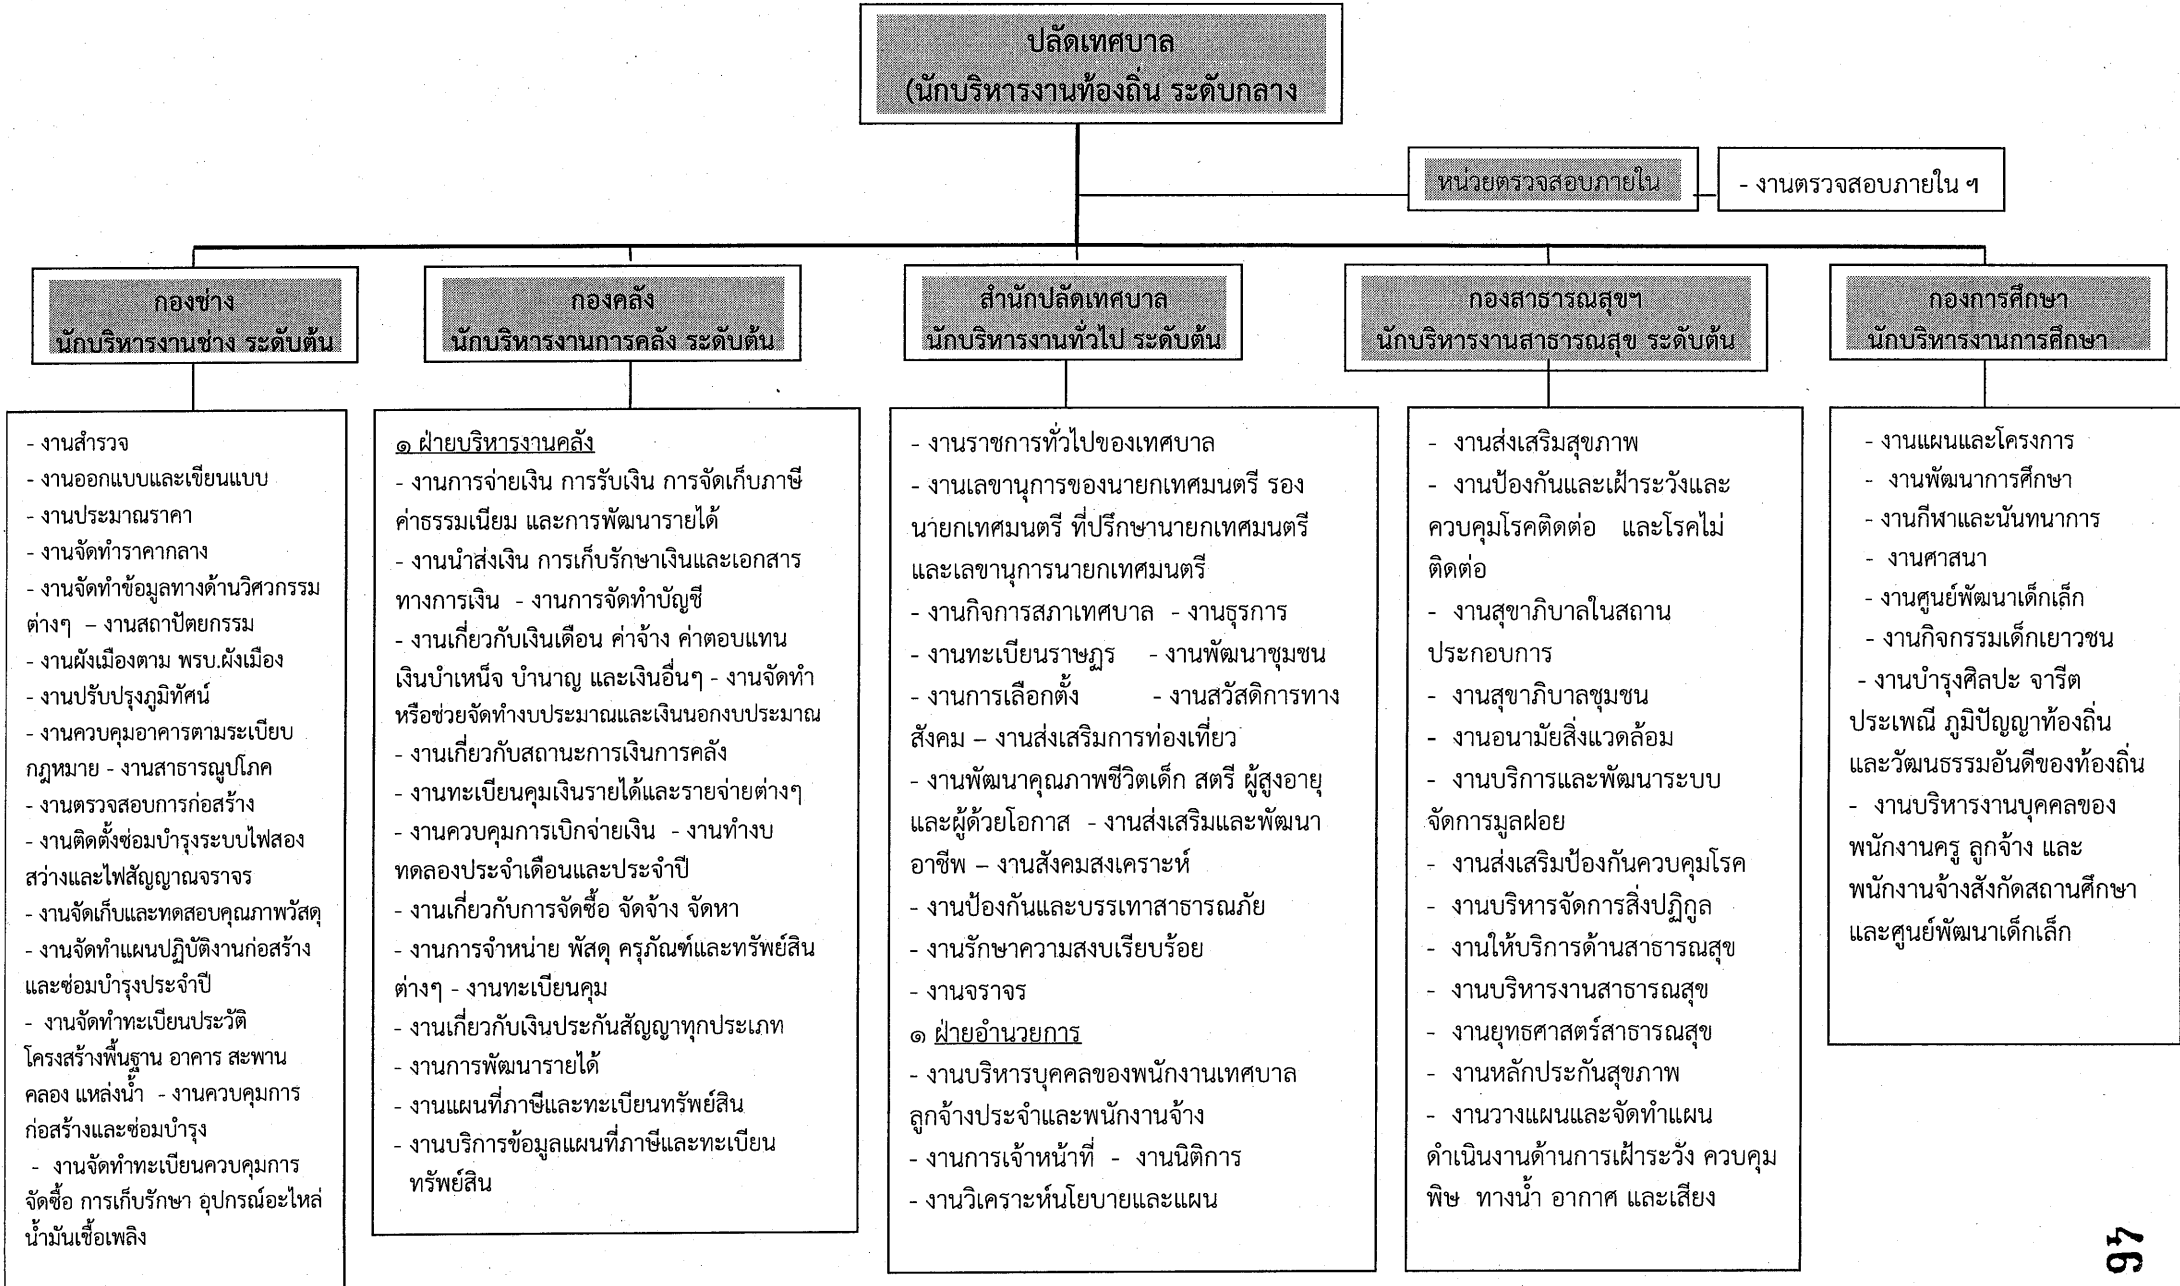 ปลัดเทศบาล
(นักบริหารงานท้องถิ่น ระดับกลาง
หน่วยตรวจสอบภายใน
- งานตรวจสอบภายใน ฯ
กองช่าง
นักบริหารงานช่าง ระดับต้น
กองคลัง
นักบริหารงานการคลัง ระดับต้น
สำนักปลัดเทศบาล
นักบริหารงานทั่วไป ระดับต้น
กองสาธารณสุขฯ
นักบริหารงานสาธารณสุข ระดับต้น
กองการศึกษา
นักบริหารงานการศึกษา
- งานสำรวจ
- งานออกแบบและเขียนแบบ
- งานประมาณราคา
- งานจัดทำราคากลาง
- งานจัดทำข้อมูลทางด้านวิศวกรรม
ต่างๆ – งานสถาปัตยกรรม
- งานผังเมืองตาม พรบ.ผังเมือง
- งานปรับปรุงภูมิทัศน์
- งานควบคุมอาคารตามระเบียบ
กฎหมาย - งานสาธารณูปโภค
- งานตรวจสอบการก่อสร้าง
- งานติดตั้งซ่อมบำรุงระบบไฟสอง
สว่างและไฟสัญญาณจราจร
- งานจัดเก็บและทดสอบคุณภาพวัสดุ
- งานจัดทำแผนปฏิบัติงานก่อสร้าง
และซ่อมบำรุงประจำปี
- งานจัดทำทะเบียนประวัติ
โครงสร้างพื้นฐาน อาคาร สะพาน
คลอง แหล่งน้ำ - งานควบคุมการ
ก่อสร้างและซ่อมบำรุง
- งานจัดทำทะเบียนควบคุมการ
จัดซื้อ การเก็บรักษา อุปกรณ์อะไหล่
น้ำมันเชื้อเพลิง
๑ ฝ่ายบริหารงานคลัง
- งานการจ่ายเงิน การรับเงิน การจัดเก็บภาษี
ค่าธรรมเนียม และการพัฒนารายได้
- งานนำส่งเงิน การเก็บรักษาเงินและเอกสาร
ทางการเงิน - งานการจัดทำบัญชี
- งานเกี่ยวกับเงินเดือน ค่าจ้าง ค่าตอบแทน
เงินบำเหน็จ บำนาญ และเงินอื่นๆ - งานจัดทำ
หรือช่วยจัดทำงบประมาณและเงินนอกงบประมาณ
- งานเกี่ยวกับสถานะการเงินการคลัง
- งานทะเบียนคุมเงินรายได้และรายจ่ายต่างๆ
- งานควบคุมการเบิกจ่ายเงิน - งานทำงบ
ทดลองประจำเดือนและประจำปี
- งานเกี่ยวกับการจัดซื้อ จัดจ้าง จัดหา
- งานการจำหน่าย พัสดุ ครุภัณฑ์และทรัพย์สิน
ต่างๆ - งานทะเบียนคุม
- งานเกี่ยวกับเงินประกันสัญญาทุกประเภท
- งานการพัฒนารายได้
- งานแผนที่ภาษีและทะเบียนทรัพย์สิน
- งานบริการข้อมูลแผนที่ภาษีและทะเบียน
ทรัพย์สิน
- งานราชการทั่วไปของเทศบาล
- งานเลขานุการของนายกเทศมนตรี รอง
นายกเทศมนตรี ที่ปรึกษานายกเทศมนตรี
และเลขานุการนายกเทศมนตรี
- งานกิจการสภาเทศบาล - งานธุรการ
- งานทะเบียนราษฎร - งานพัฒนาชุมชน
- งานการเลือกตั้ง - งานสวัสดิการทาง
สังคม – งานส่งเสริมการท่องเที่ยว
- งานพัฒนาคุณภาพชีวิตเด็ก สตรี ผู้สูงอายุ
และผู้ด้วยโอกาส - งานส่งเสริมและพัฒนา
อาชีพ – งานสังคมสงเคราะห์
- งานป้องกันและบรรเทาสาธารณภัย
- งานรักษาความสงบเรียบร้อย
- งานจราจร
๑ ฝ่ายอำนวยการ
- งานบริหารบุคคลของพนักงานเทศบาล
ลูกจ้างประจำและพนักงานจ้าง
- งานการเจ้าหน้าที่ - งานนิติการ
- งานวิเคราะห์นโยบายและแผน
- งานส่งเสริมสุขภาพ
- งานป้องกันและเฝ้าระวังและ
ควบคุมโรคติดต่อ และโรคไม่
ติดต่อ
- งานสุขาภิบาลในสถาน
ประกอบการ
- งานสุขาภิบาลชุมชน
- งานอนามัยสิ่งแวดล้อม
- งานบริการและพัฒนาระบบ
จัดการมูลฝอย
- งานส่งเสริมป้องกันควบคุมโรค
- งานบริหารจัดการสิ่งปฏิกูล
- งานให้บริการด้านสาธารณสุข
- งานบริหารงานสาธารณสุข
- งานยุทธศาสตร์สาธารณสุข
- งานหลักประกันสุขภาพ
- งานวางแผนและจัดทำแผน
ดำเนินงานด้านการเฝ้าระวัง ควบคุม
พิษ ทางน้ำ อากาศ และเสียง
- งานแผนและโครงการ
- งานพัฒนาการศึกษา
- งานกีฬาและนันทนาการ
- งานศาสนา
- งานศูนย์พัฒนาเด็กเล็ก
- งานกิจกรรมเด็กเยาวชน
- งานบำรุงศิลปะ จารีต
ประเพณี ภูมิปัญญาท้องถิ่น
และวัฒนธรรมอันดีของท้องถิ่น
- งานบริหารงานบุคคลของ
พนักงานครู ลูกจ้าง และ
พนักงานจ้างสังกัดสถานศึกษา
และศูนย์พัฒนาเด็กเล็ก